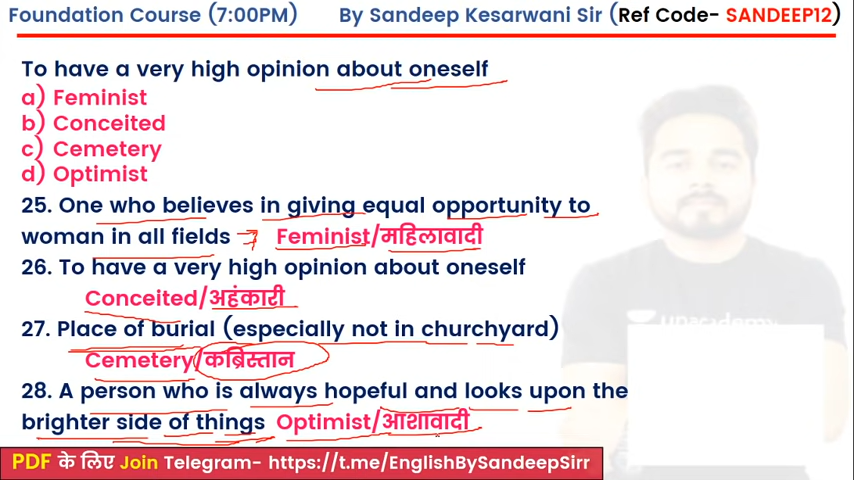 Foundation Course (7:00PM) By Sandeep Kesarwani Sir (Ref Code- SANDEEP12)
To have a very high opinion about oneself
a) Feminist
b) Conceited
c) Cemetery
d) Optimist
25. One who believes in giving equal opportunity to
woman in all fields → Feminist/महिलावादी
26. To have a very high opinion about oneself
Conceited/अहंकारी
27. Place of burial (especially not in churchyard)
Cemetery/कब्रिस्तान
28. A person who is always hopeful and looks upon the
brighter side of things Optimist/आशावादी
unacademy
PDF के लिए Join Telegram- https://t.me/EnglishBySandeepSirr